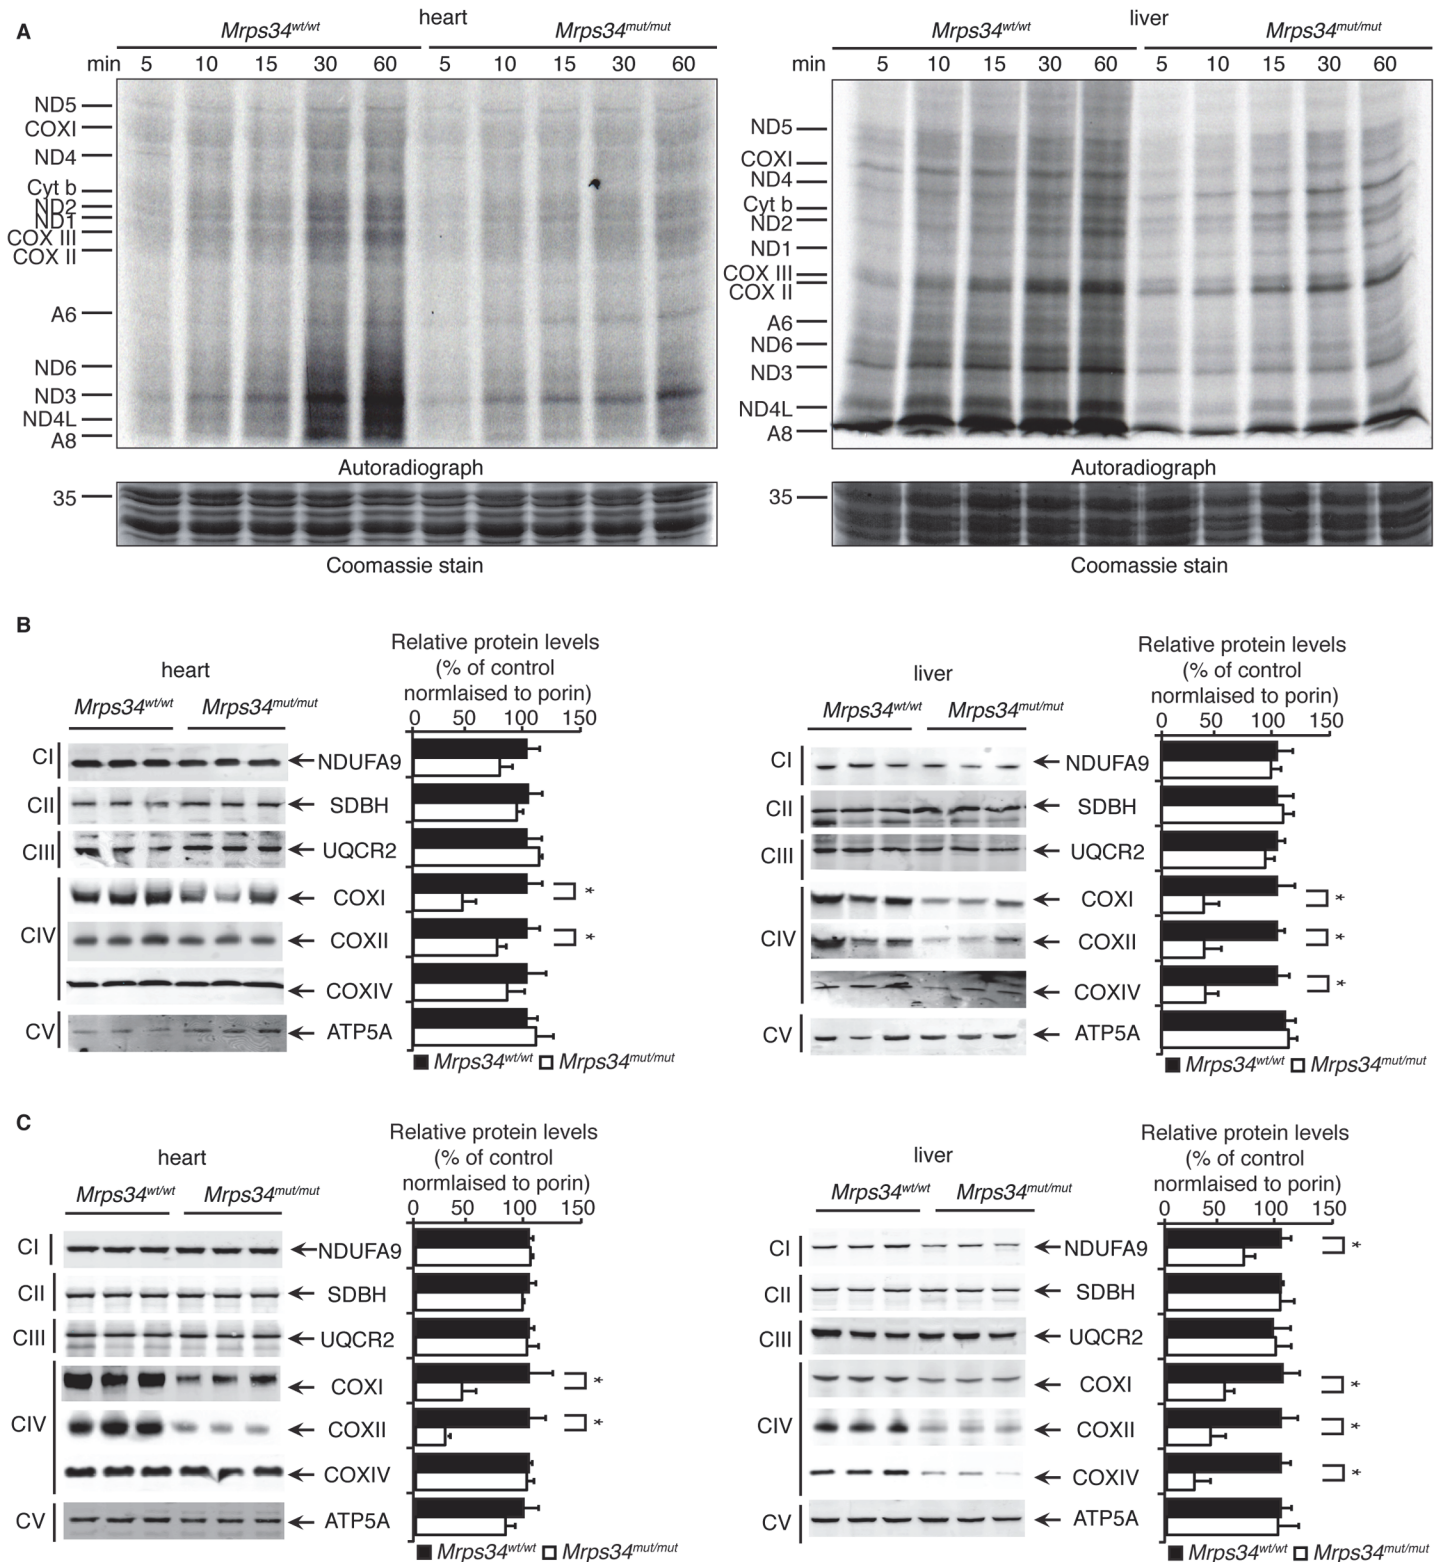 A
heart
Mrps34wt/wt Mrps34mut/mut
min 5 10 15 30 60 5 10 15 30 60
ND5
COXI
ND4
Cyt b
ND2
ND1
COX III
COX II
A6
ND6
ND3
ND4L
A8
Autoradiograph
35
Coomassie stain
liver
Mrps34wt/wt Mrps34mut/mut
min 5 10 15 30 60 5 10 15 30 60
ND5
COXI
ND4
Cyt b
ND2
ND1
COX III
COX II
A6
ND6
ND3
ND4L
A8
Autoradiograph
35
Coomassie stain
B
heart
Mrps34wt/wt Mrps34mut/mut
Relative protein levels
(% of control
normlaised to porin)
0 50 100 150
CI NDUFA9
CII SDBH
CIII UQCR2
COXI *
CIV COXII *
COXIV
CV ATP5A
Mrps34wt/wt Mrps34mut/mut
liver
Mrps34wt/wt Mrps34mut/mut
Relative protein levels
(% of control
normlaised to porin)
0 50 100 150
CI NDUFA9
CII SDBH
CIII UQCR2
COXI *
CIV COXII *
COXIV *
CV ATP5A
Mrps34wt/wt Mrps34mut/mut
C
heart
Mrps34wt/wt Mrps34mut/mut
Relative protein levels
(% of control
normlaised to porin)
0 50 100 150
CI NDUFA9
CII SDBH
CIII UQCR2
COXI *
CIV COXII *
COXIV
CV ATP5A
Mrps34wt/wt Mrps34mut/mut
liver
Mrps34wt/wt Mrps34mut/mut
Relative protein levels
(% of control
normlaised to porin)
0 50 100 150
CI NDUFA9 *
CII SDBH
CIII UQCR2
COXI *
CIV COXII *
COXIV *
CV ATP5A
Mrps34wt/wt Mrps34mut/mut